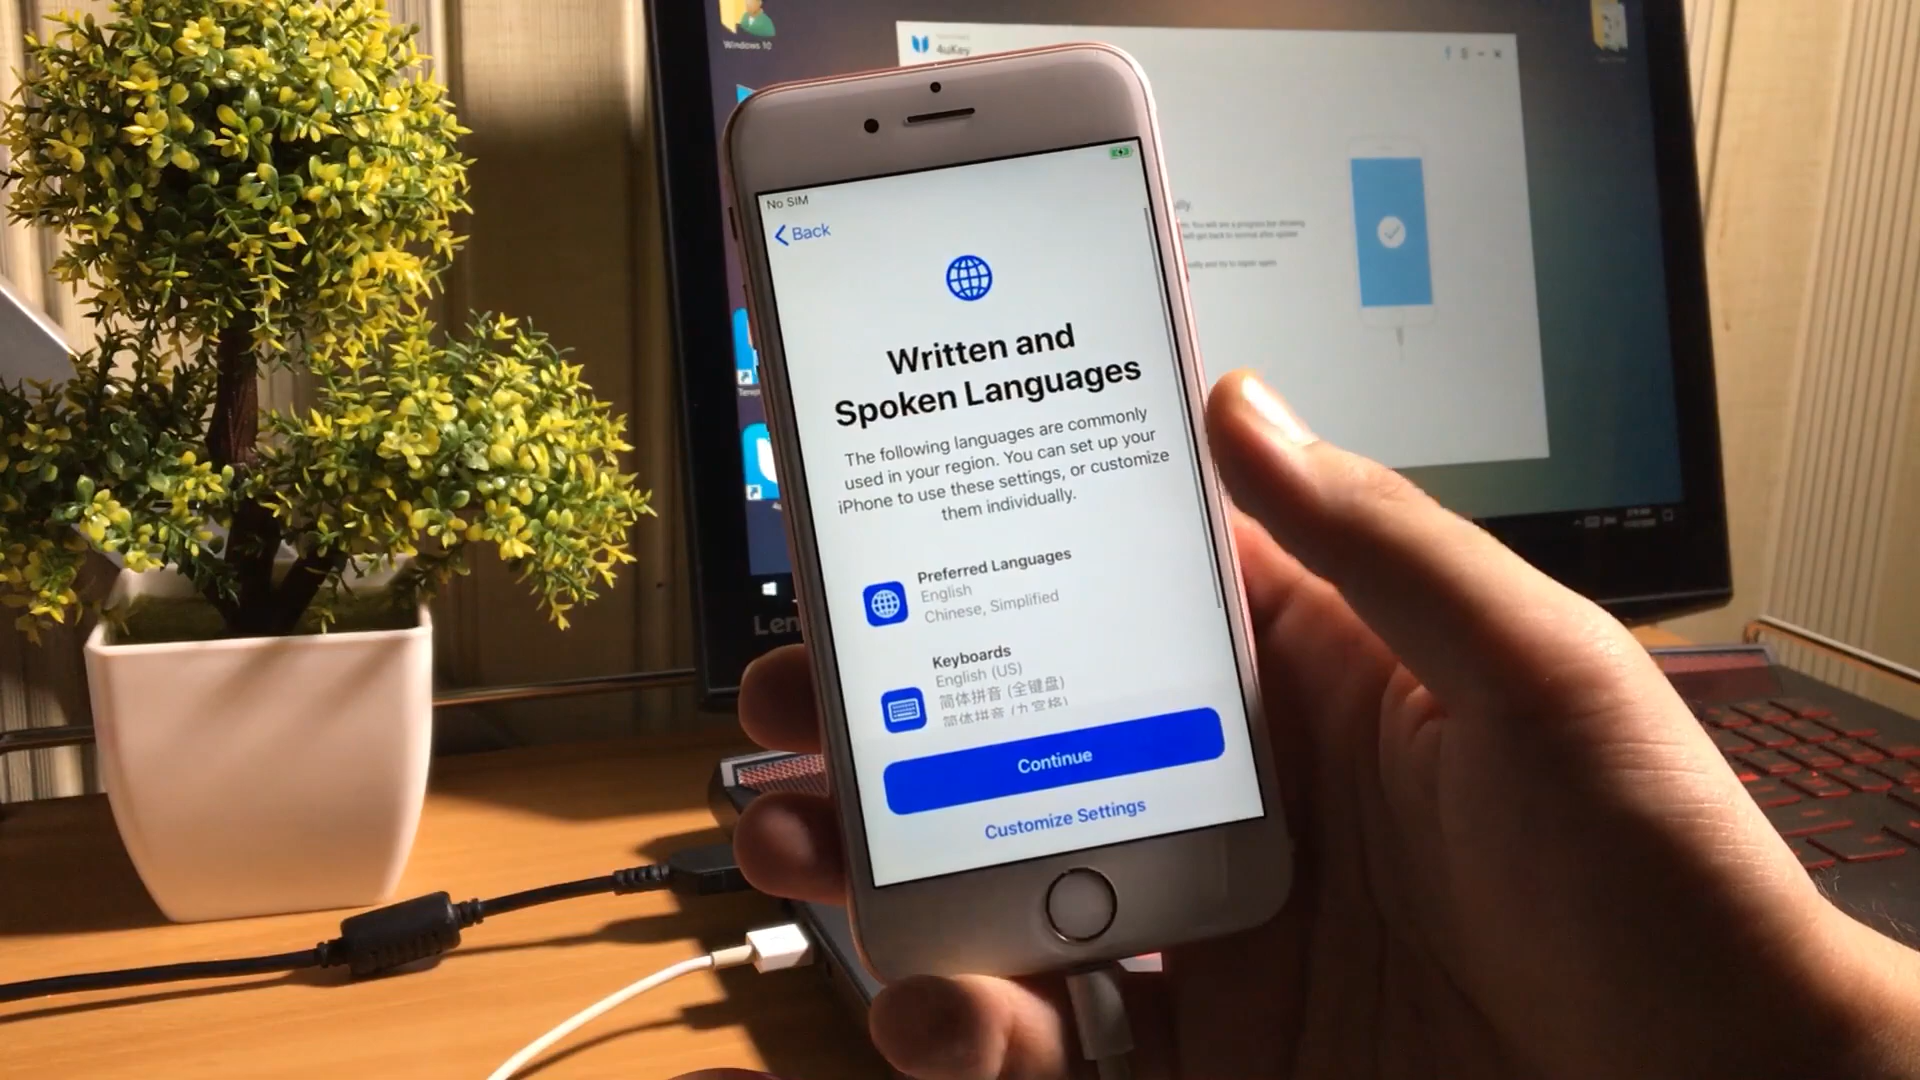 Windows 10
4uKey
No SIM
Back
Written and
Spoken Languages
The following languages are commonly
used in your region. You can set up your
iPhone to use these settings, or customize
them individually.
Preferred Languages
English
Chinese, Simplified
Keyboards
English (US)
简体拼音 (全键盘)
简体拼音 (九宫格)
Continue
Customize Settings
Len